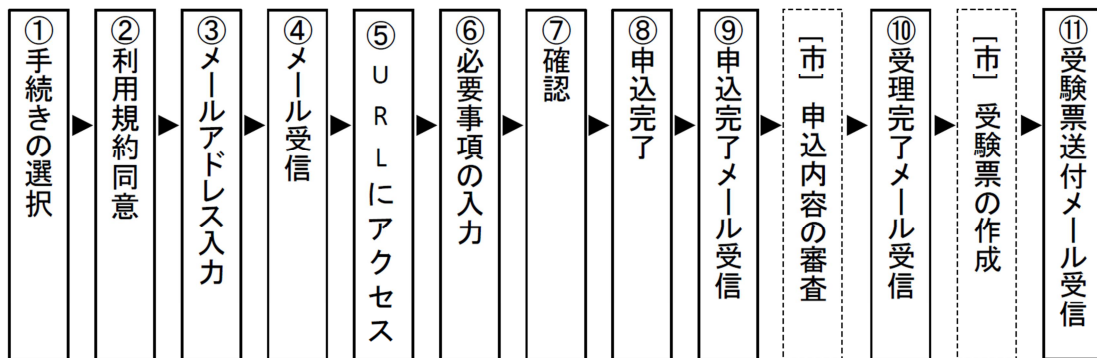 ①手続きの選択
②利用規約同意
③メールアドレス入力
④メール受信
⑤URLにアクセス
⑥必要事項の入力
⑦確認
⑧申込完了
⑨申込完了メール受信
[市] 申込内容の審査
⑩受理完了メール受信
[市] 受験票の作成
⑪受験票送付メール受信